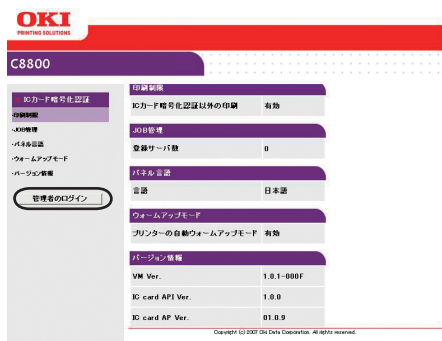 OKI
PRINTING SOLUTIONS
C8800
ICカード暗号化認証
・印刷制限
・JOB管理
・パネル言語
・ウォームアップモード
・バージョン情報
管理者のログイン
印刷制限
ICカード暗号化認証以外の印刷 有効
JOB管理
登録サーバ数 0
パネル言語
言語 日本語
ウォームアップモード
プリンターの自動ウォームアップモード 有効
バージョン情報
VM Ver. 1.0.1-000F
IC card API Ver. 1.0.0
IC card AP Ver. 01.0.9
Copyright (c) 2007 Oki Data Corporation. All rights reserved.